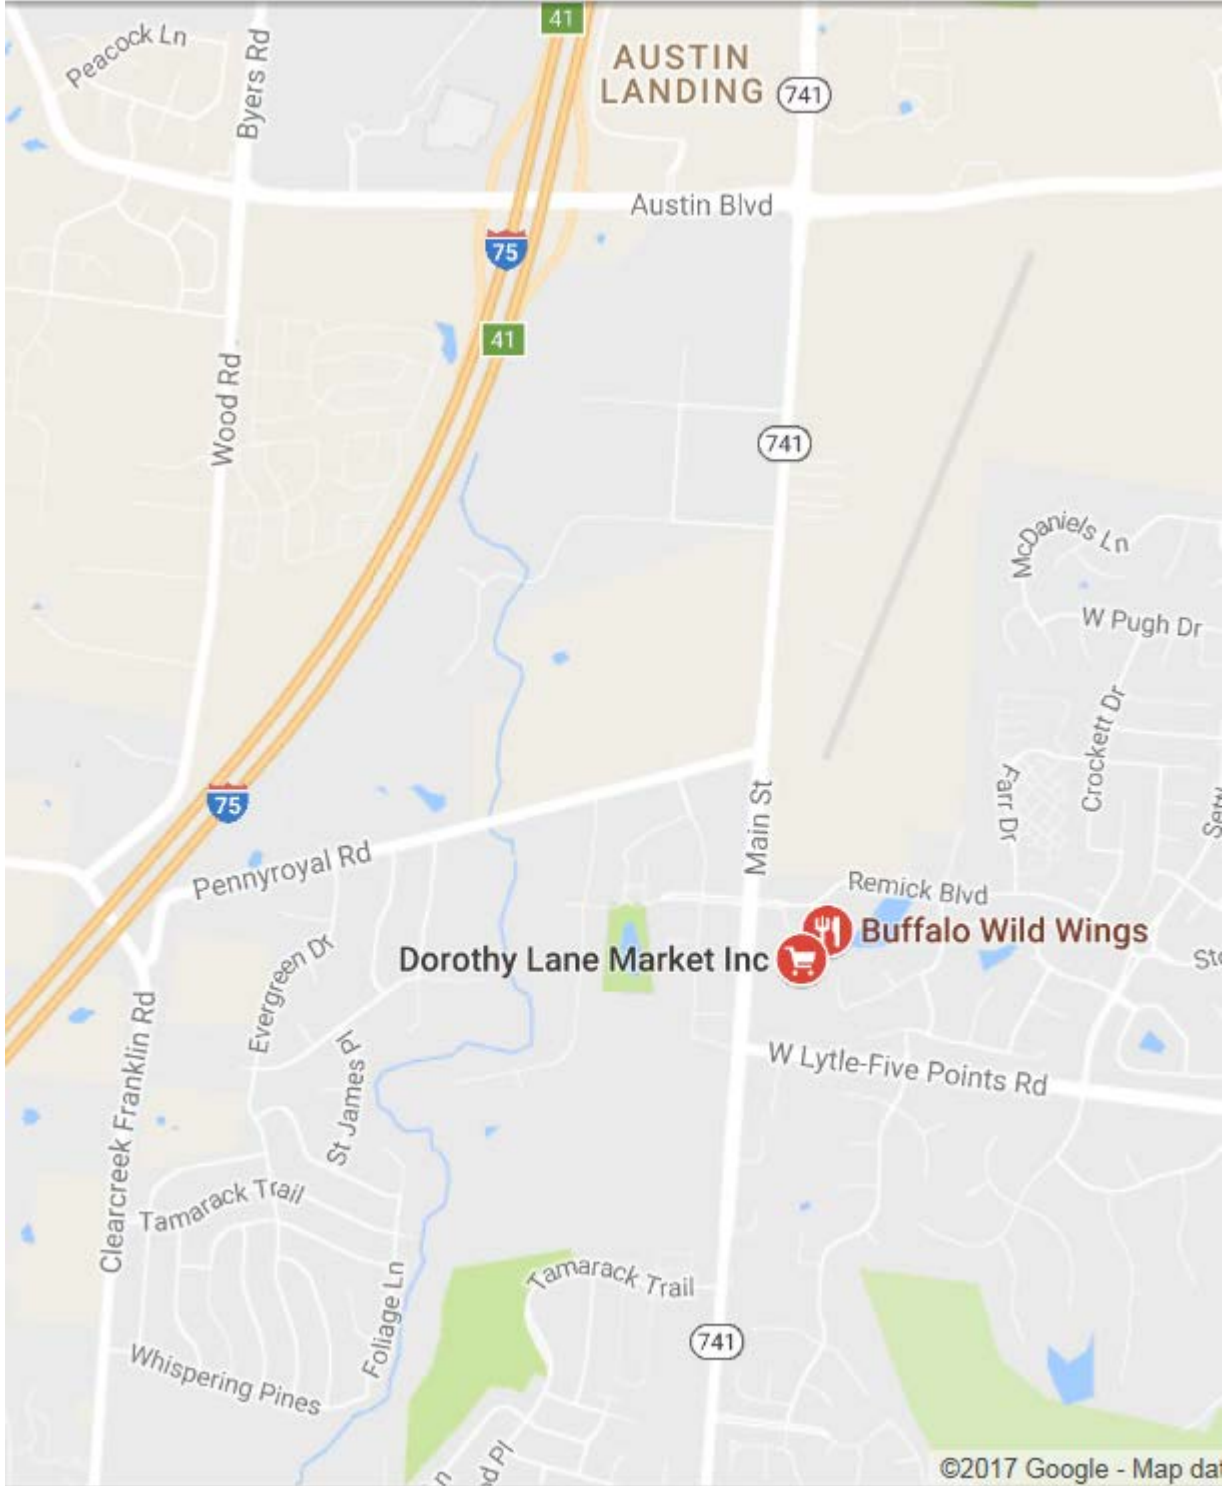 41
Peacock Ln
Byers Rd
AUSTIN
LANDING
741
Austin Blvd
75
41
Wood Rd
741
McDaniels Ln
W Pugh Dr
Crockett Dr
Farr Dr
75
Main St
Pennyroyal Rd
Remick Blvd
Buffalo Wild Wings
Dorothy Lane Market Inc
Evergreen Dr
Clearcreek Franklin Rd
St James Pl
W Lytle-Five Points Rd
Tamarack Trail
Tamarack Trail
Foliage Ln
741
Whispering Pines
©2017 Google - Map dat